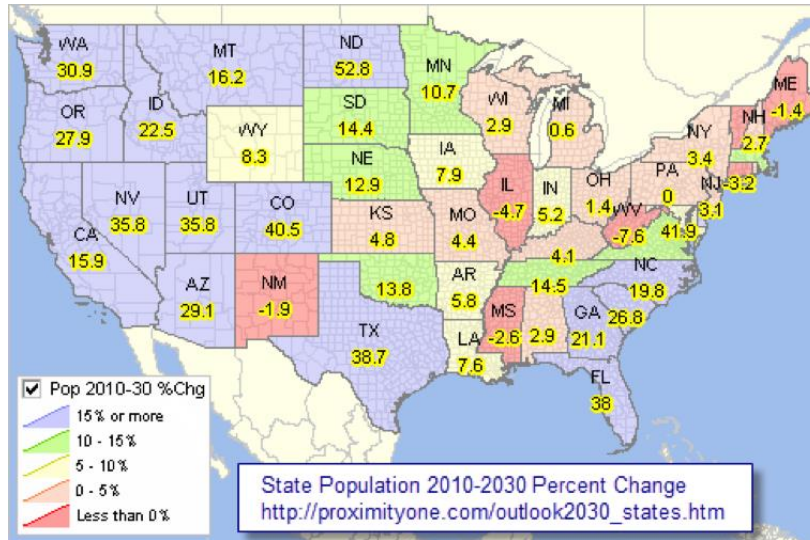 WA
30.9
MT
16.2
ND
52.8
MN
10.7
ME
-1.4
OR
27.9
ID
22.5
SD
14.4
WI
2.9
MI
0.6
NH
2.7
WY
8.3
NY
3.4
NE
12.9
IA
7.9
PA
0
NV
35.8
UT
35.8
CO
40.5
IL
-4.7
IN
5.2
OH
1.4
NJ
3.1
-3.2
CA
15.9
KS
4.8
MO
4.4
WV
-7.6
41.9
4.1
AZ
29.1
NM
-1.9
13.8
AR
5.8
14.5
NC
19.8
TX
38.7
LA
7.6
MS
-2.6
2.9
GA
21.1
26.8
FL
38
Pop 2010-30 %Chg
15% or more
10 - 15%
5 - 10%
0 - 5%
Less than 0%
State Population 2010-2030 Percent Change
http://proximityone.com/outlook2030_states.htm